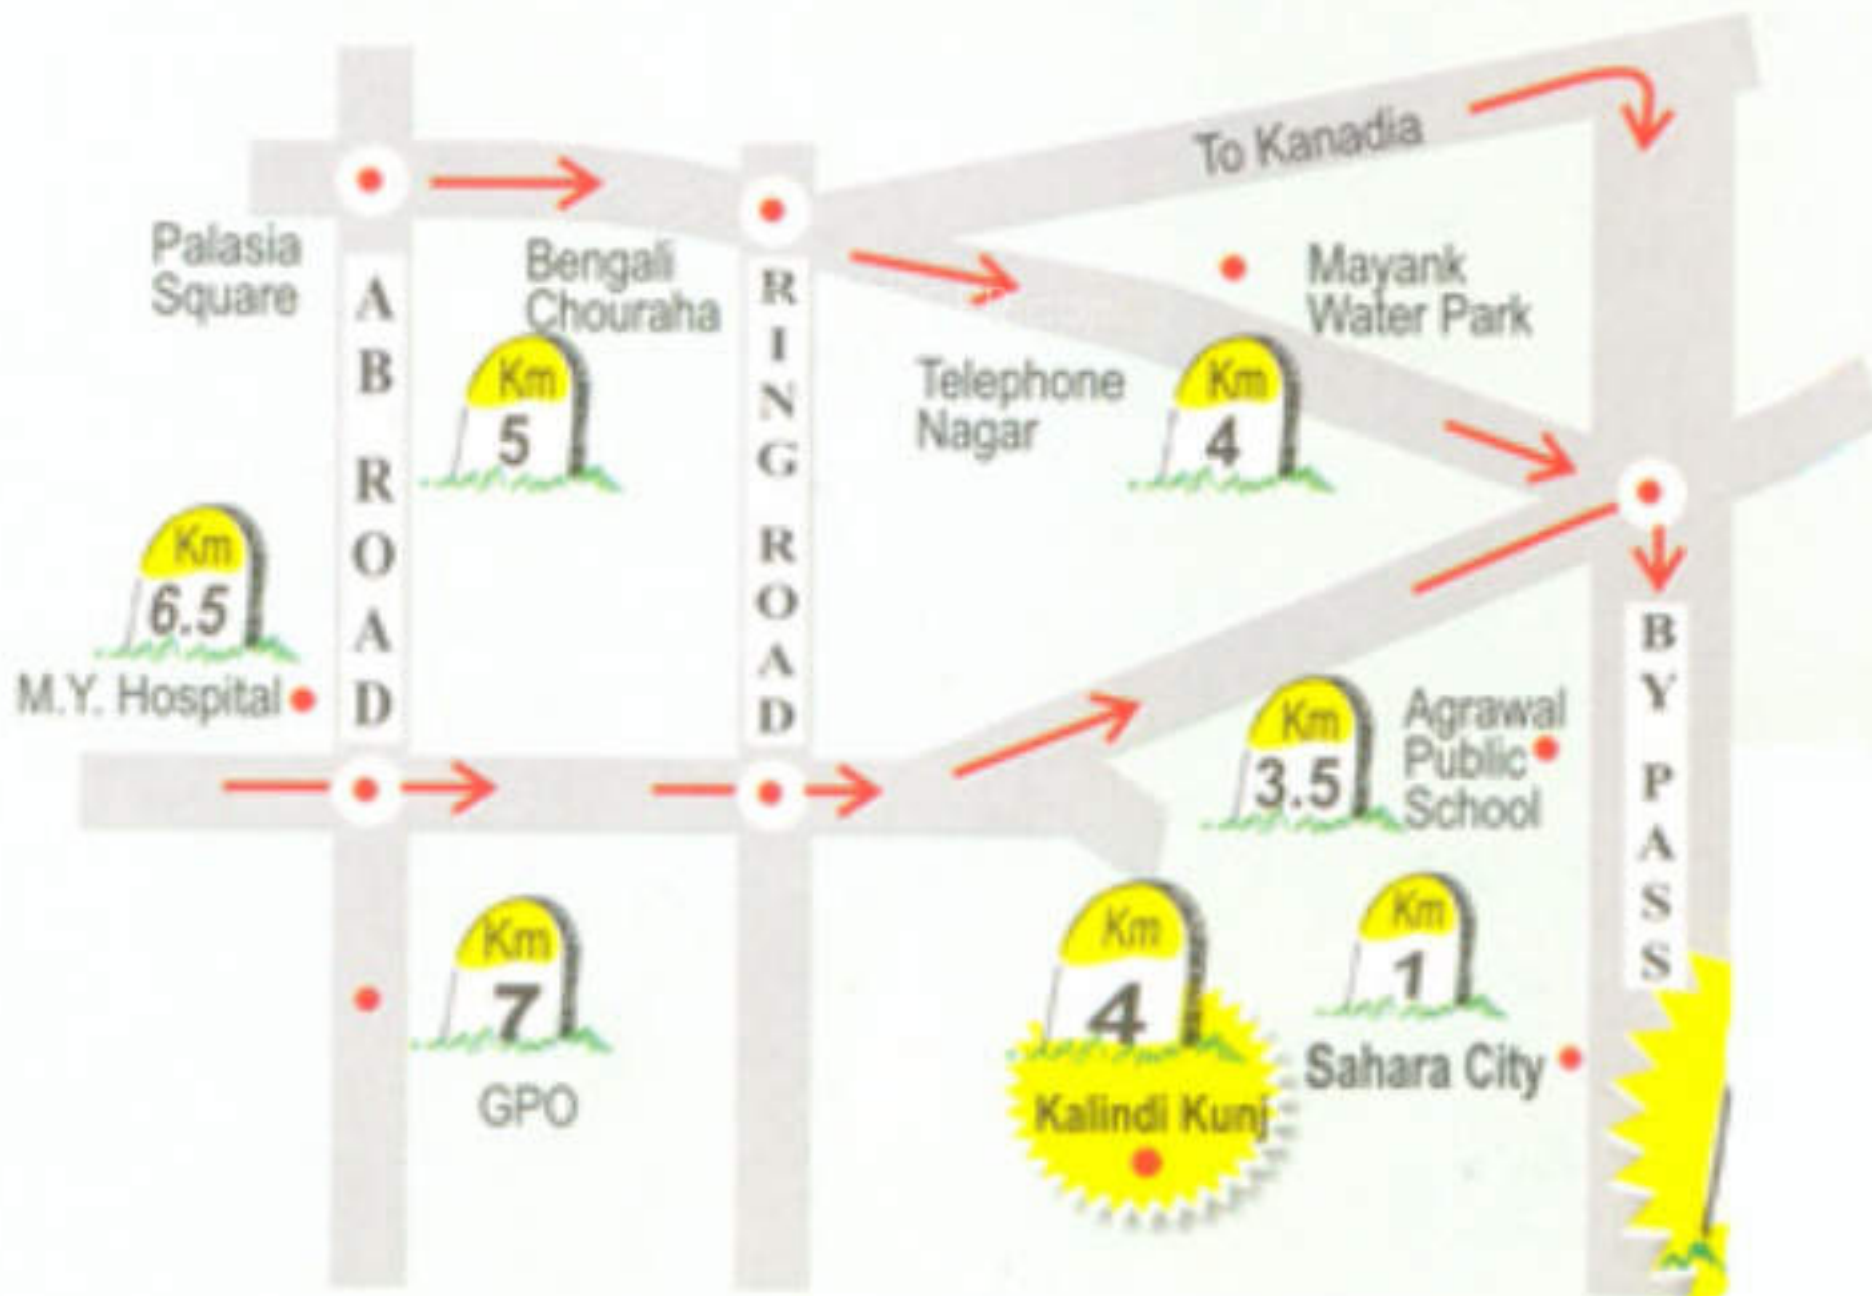 To Kanadia
Palasia
Square
Bengali
Chouraha
Mayank
Water Park
AB ROAD
RING ROAD
Km
5
Telephone
Nagar
Km
4
Km
6.5
M.Y. Hospital
BY PASS
Km
3.5
Agrawal
Public
School
Km
7
GPO
Km
4
Kalindi Kunj
Km
1
Sahara City